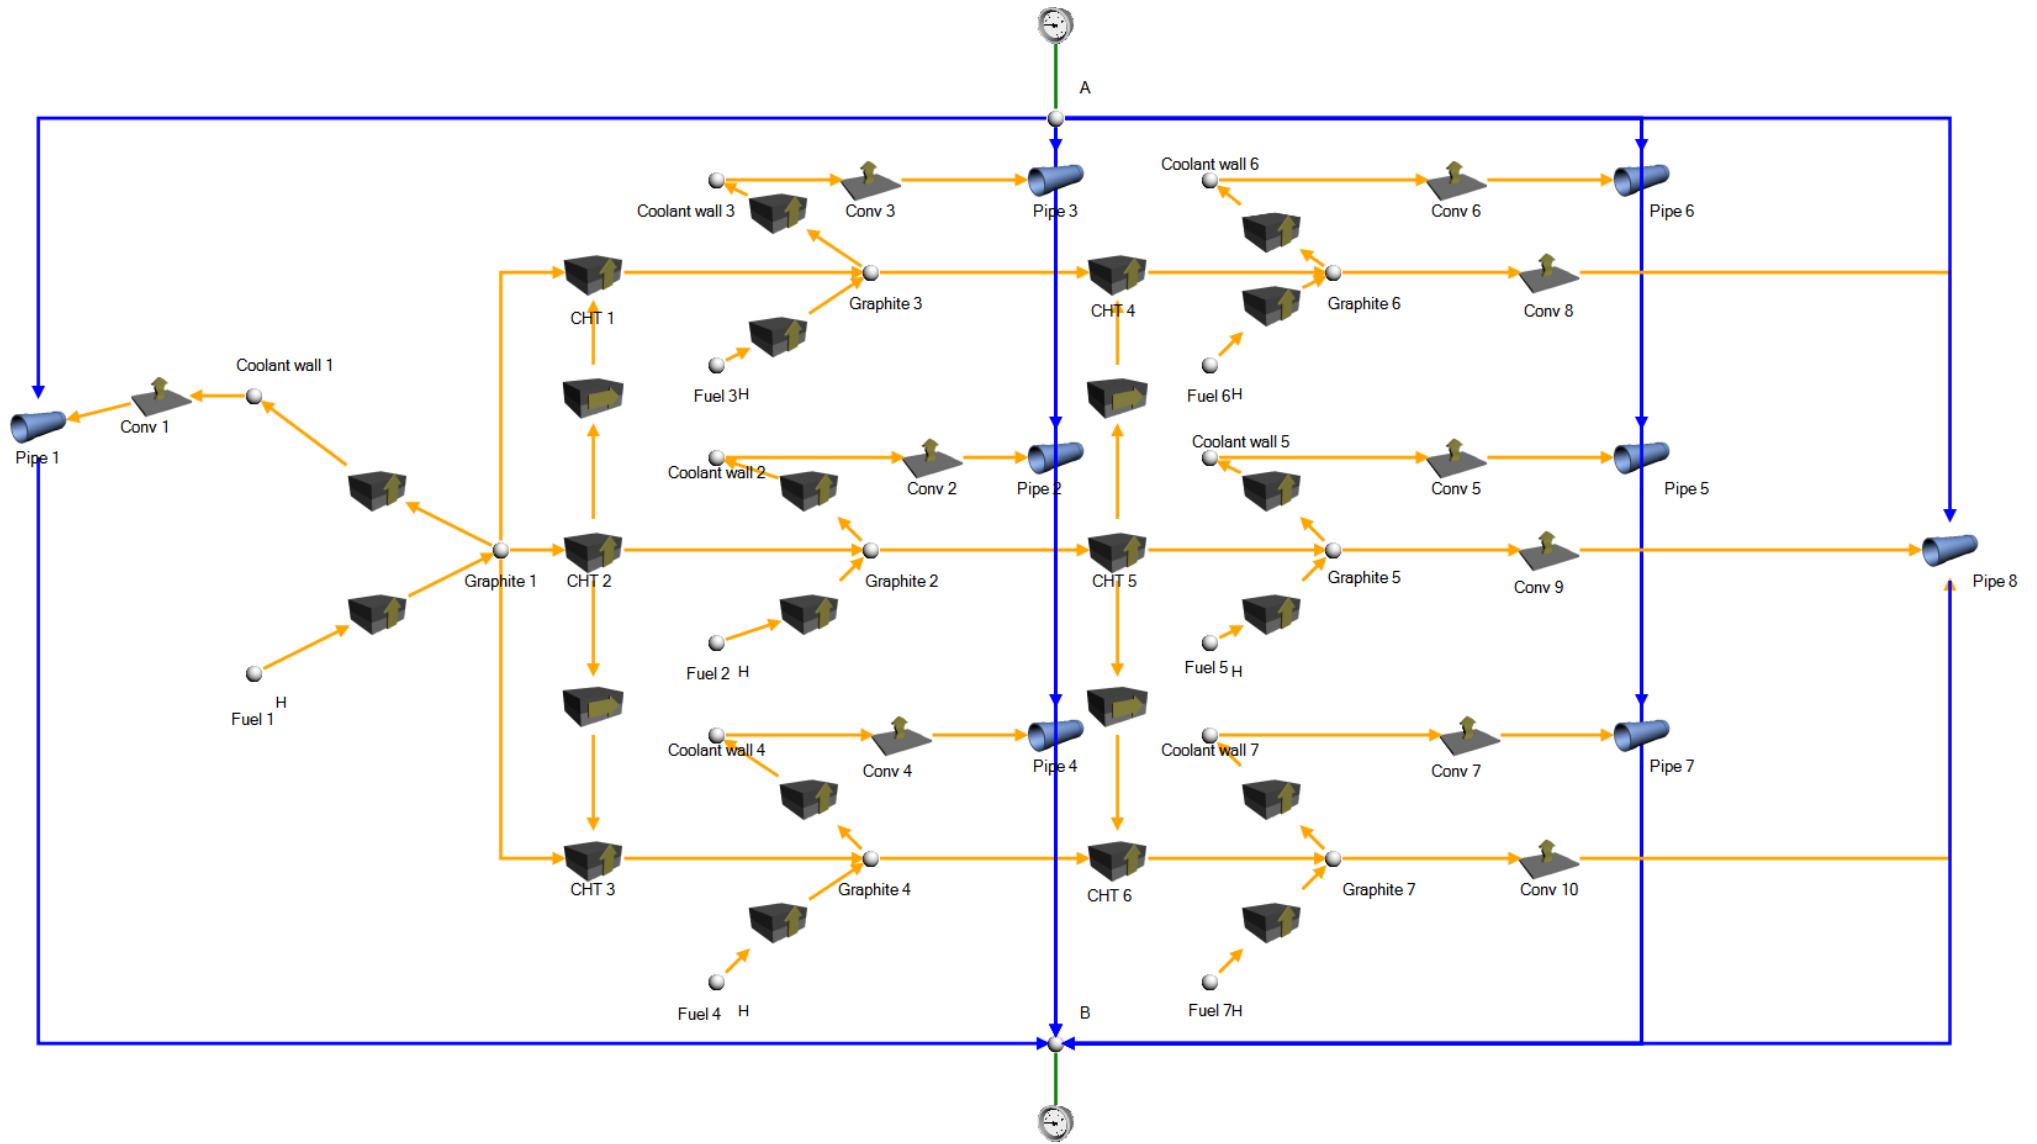 A
Coolant wall 6
Coolant wall 3
Conv 3
Pipe 3
Conv 6
Pipe 6
Graphite 3
Graphite 6
CHT 1
CHT 4
Conv 8
Coolant wall 1
Fuel 3
H
Fuel 6
H
Conv 1
Pipe 1
Coolant wall 5
Coolant wall 2
Conv 2
Pipe 2
Conv 5
Pipe 5
Graphite 1
CHT 2
Graphite 2
CHT 5
Graphite 5
Conv 9
Pipe 8
Fuel 2
H
Fuel 5
H
H
Fuel 1
Coolant wall 4
Conv 4
Pipe 4
Coolant wall 7
Conv 7
Pipe 7
CHT 3
Graphite 4
CHT 6
Graphite 7
Conv 10
Fuel 4
H
B
Fuel 7
H